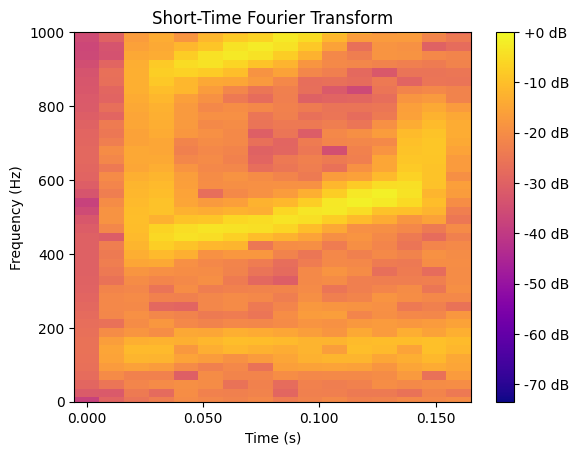 Short-Time Fourier Transform
1000
800
600
400
200
0
Frequency (Hz)
0.000
0.050
0.100
0.150
Time (s)
+0 dB
-10 dB
-20 dB
-30 dB
-40 dB
-50 dB
-60 dB
-70 dB